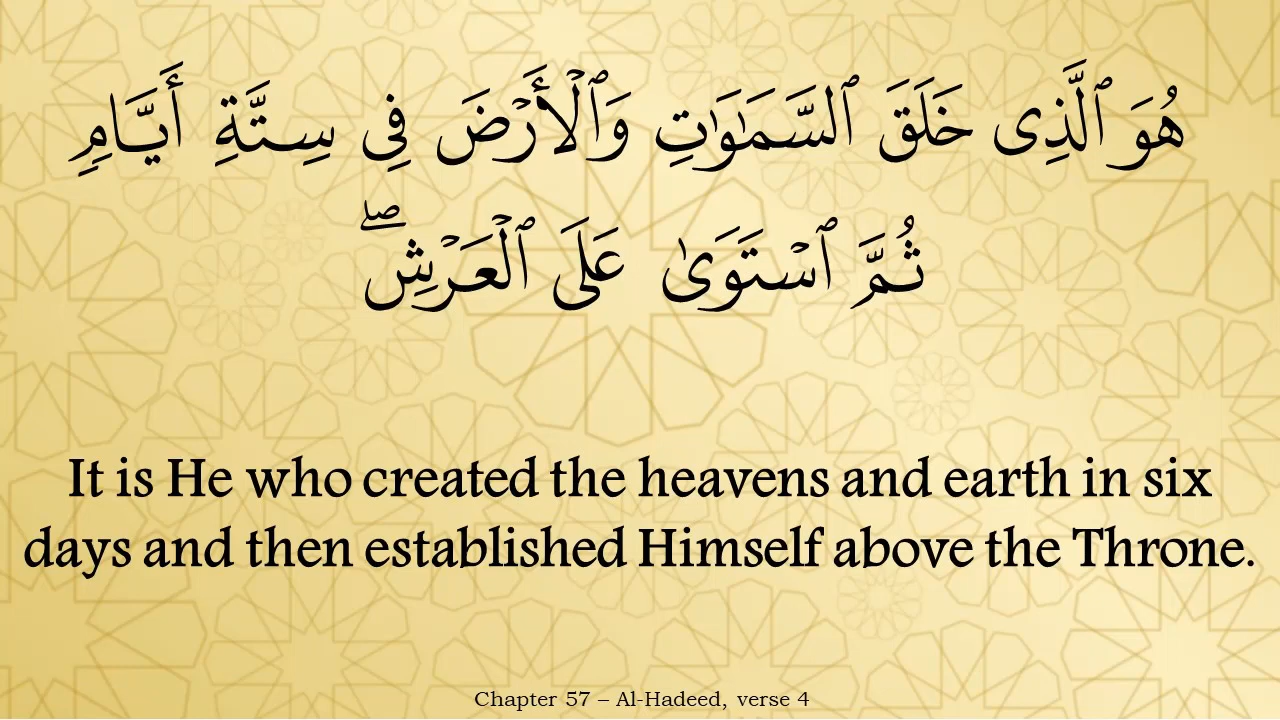 هُوَ ٱلَّذِى خَلَقَ ٱلسَّمَـٰوَٰتِ وَٱلْأَرْضَ فِى سِتَّةِ أَيَّامٍ
ثُمَّ ٱسْتَوَىٰ عَلَى ٱلْعَرْشِ ۖ
It is He who created the heavens and earth in six
days and then established Himself above the Throne.
Chapter 57 – Al-Hadeed, verse 4